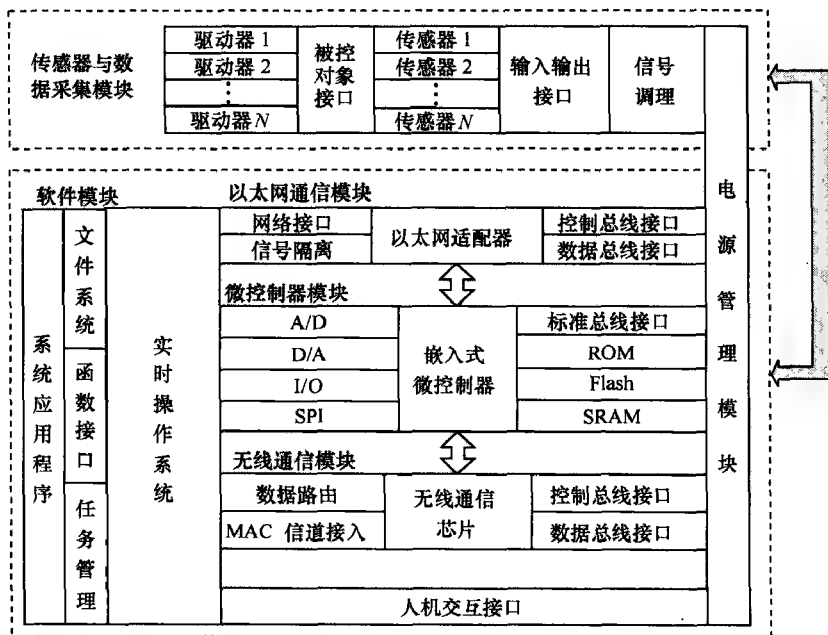 传感器与数据采集模块
驱动器 1
驱动器 2
⋮
驱动器 N
被控对象接口
传感器 1
传感器 2
⋮
传感器 N
输入输出接口
信号调理
电源管理模块
软件模块
系统应用程序
文件系统
函数接口
任务管理
实时操作系统
以太网通信模块
网络接口
信号隔离
以太网适配器
控制总线接口
数据总线接口
微控制器模块
A/D
D/A
I/O
SPI
嵌入式微控制器
标准总线接口
ROM
Flash
SRAM
无线通信模块
数据路由
MAC 信道接入
无线通信芯片
控制总线接口
数据总线接口
人机交互接口